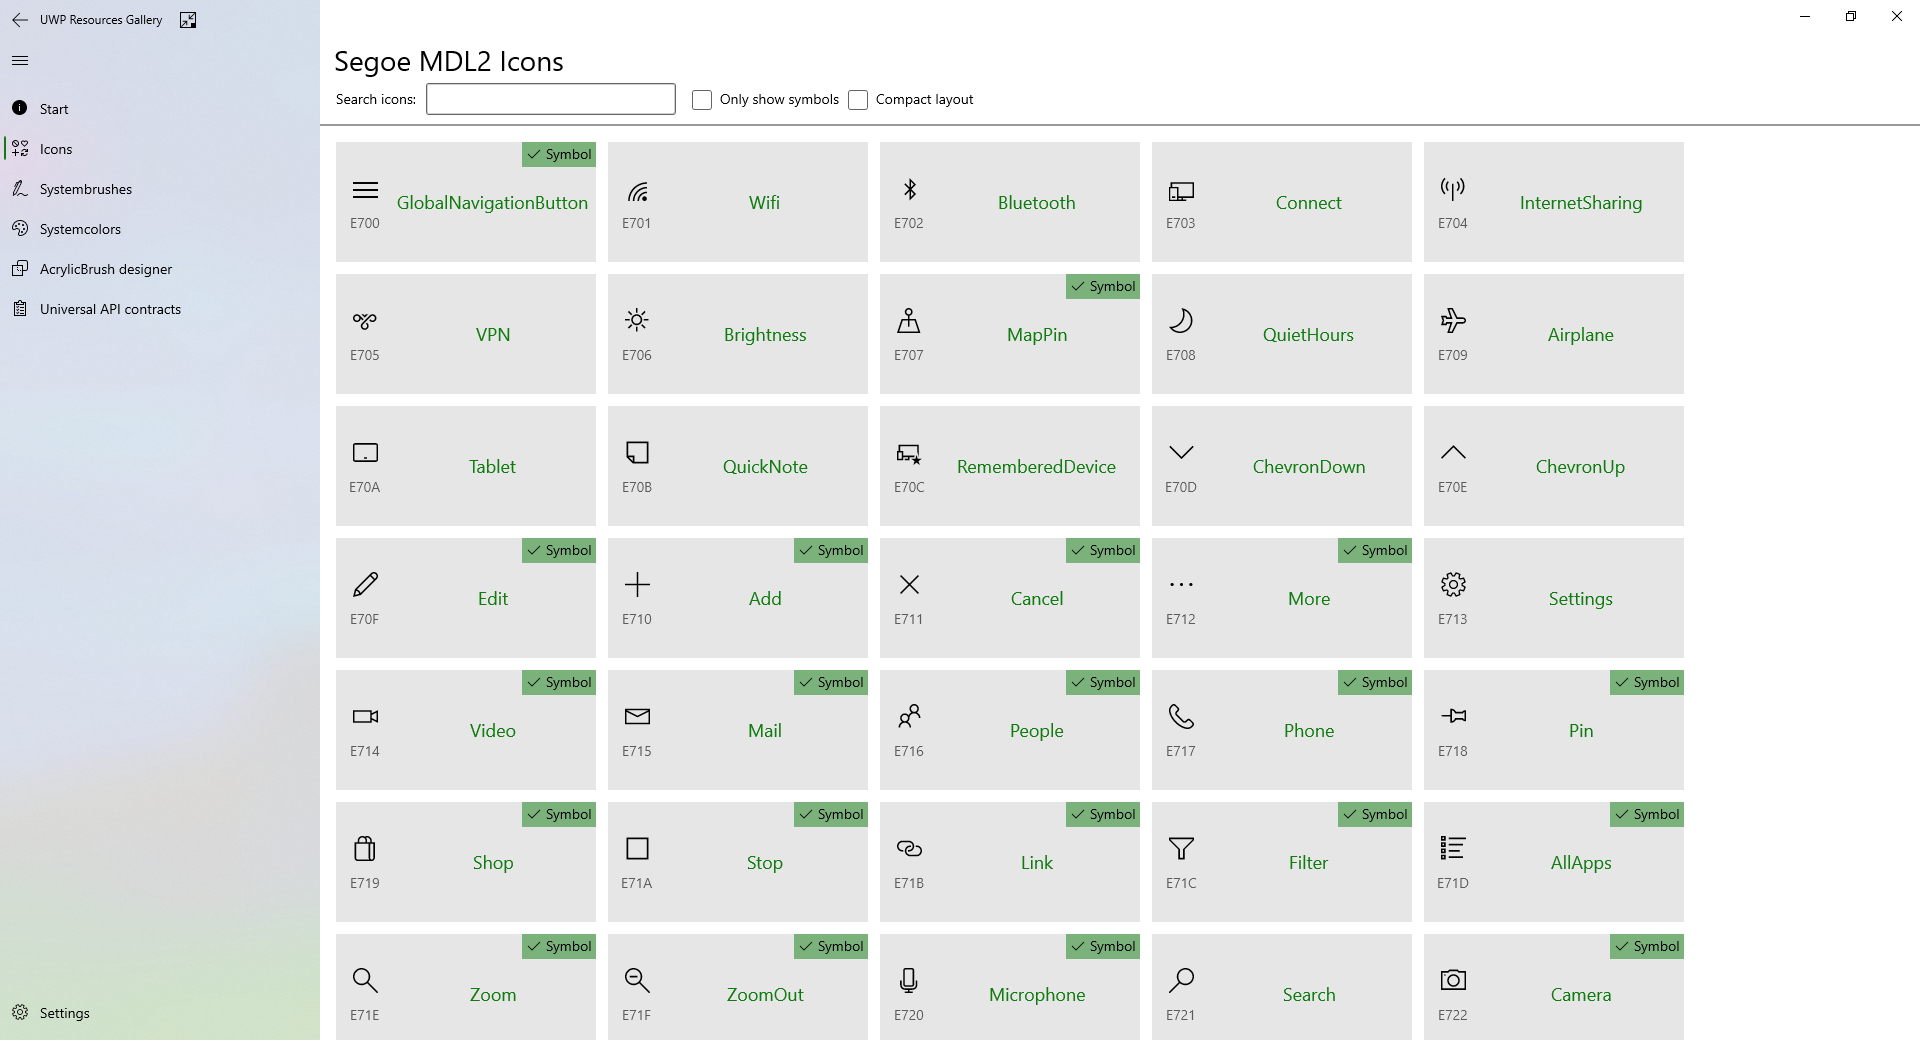 UWP Resources Gallery
Start
Icons
Systembrushes
Systemcolors
AcrylicBrush designer
Universal API contracts
Settings
Segoe MDL2 Icons
Search icons:
Only show symbols
Compact layout
Symbol
GlobalNavigationButton
E700
Wifi
E701
Bluetooth
E702
Connect
E703
InternetSharing
E704
VPN
E705
Brightness
E706
Symbol
MapPin
E707
QuietHours
E708
Airplane
E709
Tablet
E70A
QuickNote
E70B
RememberedDevice
E70C
ChevronDown
E70D
ChevronUp
E70E
Symbol
Edit
E70F
Symbol
Add
E710
Symbol
Cancel
E711
Symbol
More
E712
Settings
E713
Symbol
Video
E714
Symbol
Mail
E715
Symbol
People
E716
Symbol
Phone
E717
Symbol
Pin
E718
Symbol
Shop
E719
Symbol
Stop
E71A
Symbol
Link
E71B
Symbol
Filter
E71C
Symbol
AllApps
E71D
Symbol
Zoom
E71E
Symbol
ZoomOut
E71F
Symbol
Microphone
E720
Search
E721
Symbol
Camera
E722